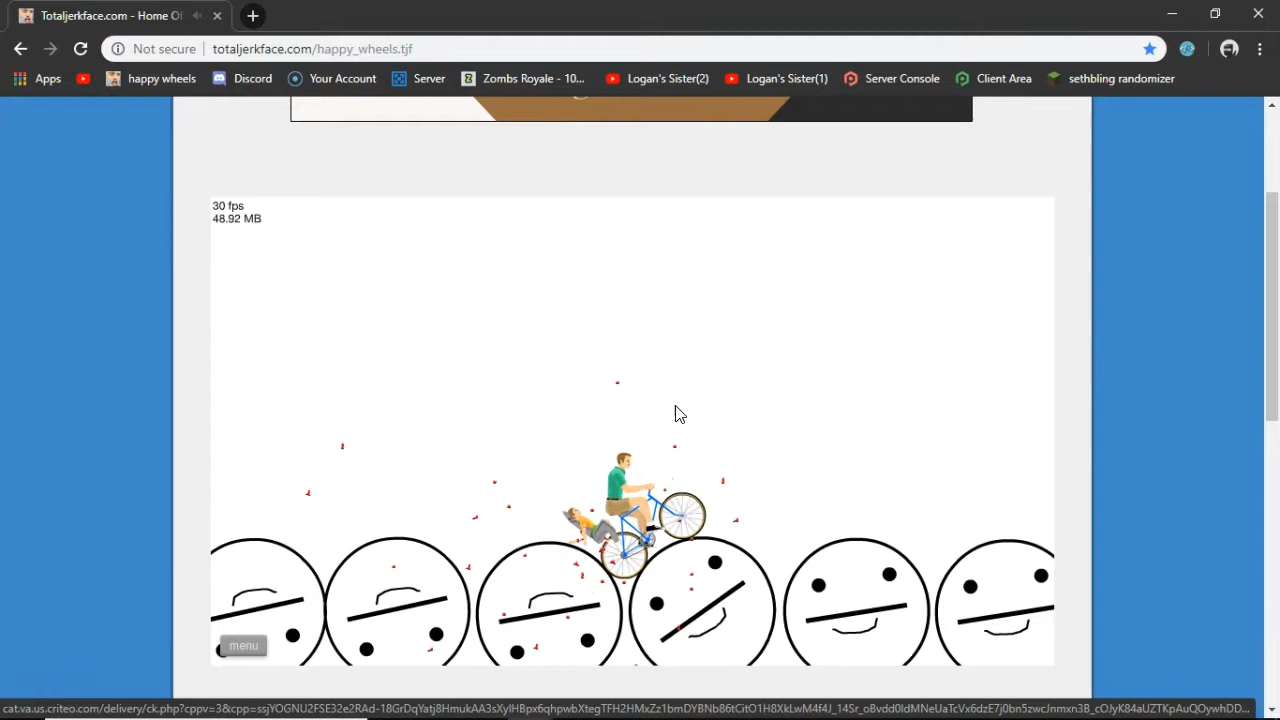 Totaljerkface.com - Home Of
Not secure totaljerkface.com/happy_wheels.tjf
Apps happy wheels Discord Your Account Server Zombs Royale - 10... Logan's Sister(2) Logan's Sister(1) Server Console Client Area sethbling randomizer
30 fps
48.92 MB
menu